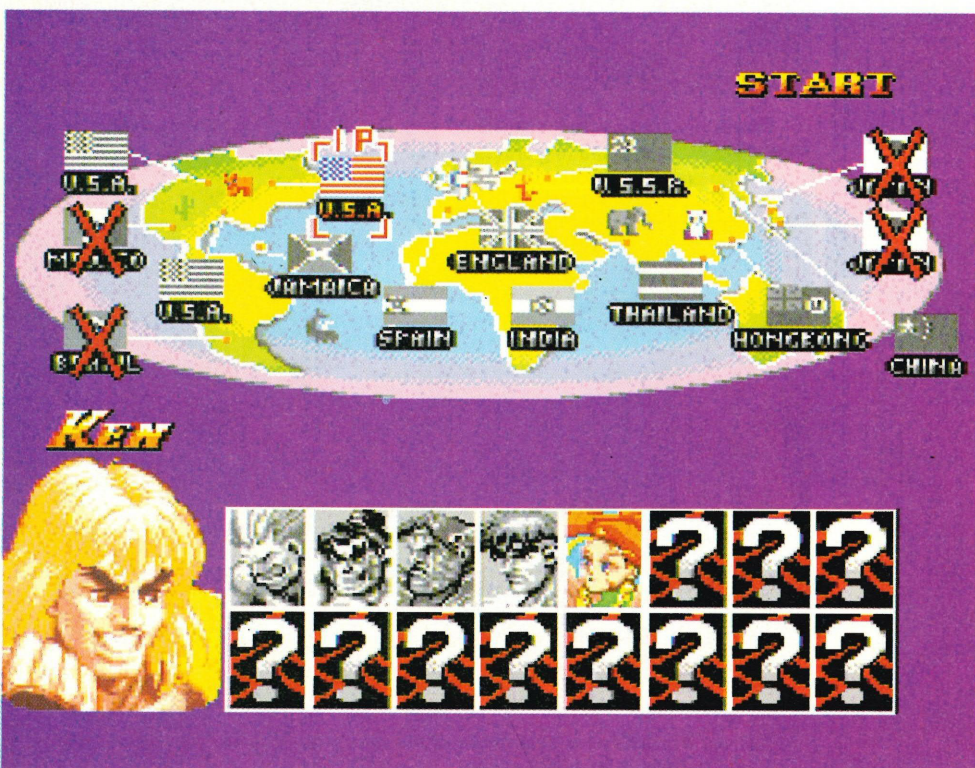 START
1P
U.S.A.
U.S.S.R.
U.S.A.
ENGLAND
JAMAICA
U.S.A.
SPAIN
INDIA
THAILAND
HONGKONG
CHINA
KEN
? ? ?
? ? ? ? ? ? ? ?